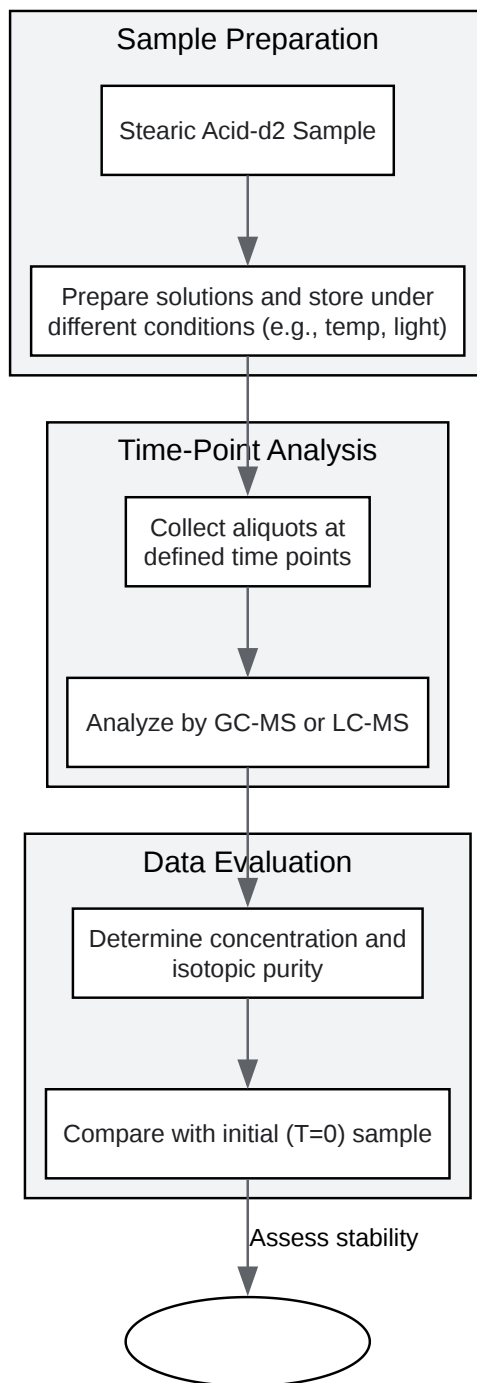 Sample Preparation
Stearic Acid-d2 Sample
Prepare solutions and store under
different conditions (e.g., temp, light)
Time-Point Analysis
Collect aliquots at
defined time points
Analyze by GC-MS or LC-MS
Data Evaluation
Determine concentration and
isotopic purity
Compare with initial (T=0) sample
Assess stability